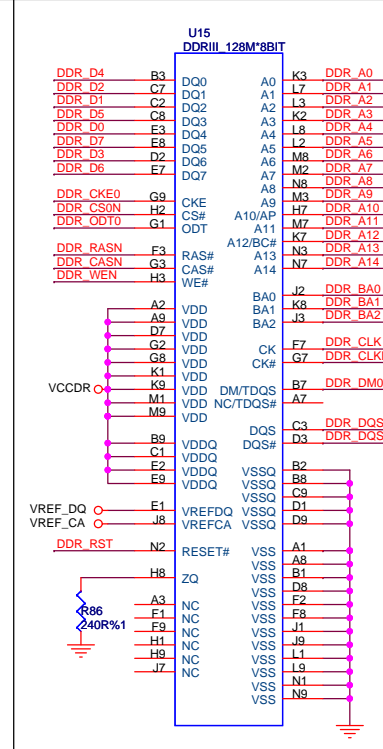 U15
DDRIII_128M*8BIT
DDR_D4 B3 DQ0 A0 K3 DDR_A0
DDR_D2 C7 DQ1 A1 L7 DDR_A1
DDR_D1 C2 DQ2 A2 L3 DDR_A2
DDR_D5 C8 DQ3 A3 K2 DDR_A3
DDR_D0 E3 DQ4 A4 L8 DDR_A4
DDR_D7 E8 DQ5 A5 L2 DDR_A5
DDR_D3 D2 DQ6 A6 M8 DDR_A6
DDR_D6 E7 DQ7 A7 M2 DDR_A7
A8 N8 DDR_A8
DDR_CKE0 G9 CKE A9 M3 DDR_A9
DDR_CS0N H2 CS# A10/AP H7 DDR_A10
DDR_ODT0 G1 ODT A11 M7 DDR_A11
A12/BC# K7 DDR_A12
DDR_RASN F3 RAS# A13 N3 DDR_A13
DDR_CASN G3 CAS# A14 N7 DDR_A14
DDR_WEN H3 WE#
BA0 J2 DDR_BA0
A2 VDD BA1 K8 DDR_BA1
A9 VDD BA2 J3 DDR_BA2
D7 VDD
G2 VDD CK F7 DDR_CLK
G8 VDD CK# G7 DDR_CLK
K1 VDD
VCCDR K9 VDD DM/TDQS B7 DDR_DM0
M1 VDD NC/TDQS# A7
M9 VDD
DQS C3 DDR_DQS
B9 VDDQ DQS# D3 DDR_DQS
C1 VDDQ
E2 VDDQ VSSQ B2
E9 VDDQ VSSQ B8
VSSQ C9
VREF_DQ E1 VREFDQ VSSQ D1
VREF_CA J8 VREFCA VSSQ D9
DDR_RST N2 RESET# VSS A1
VSS A8
H8 ZQ VSS B1
VSS D8
A3 NC VSS F2
R86 F1 NC VSS F8
240R%1 F9 NC VSS J1
H1 NC VSS J9
H9 NC VSS L1
J7 NC VSS L9
VSS N1
VSS N9